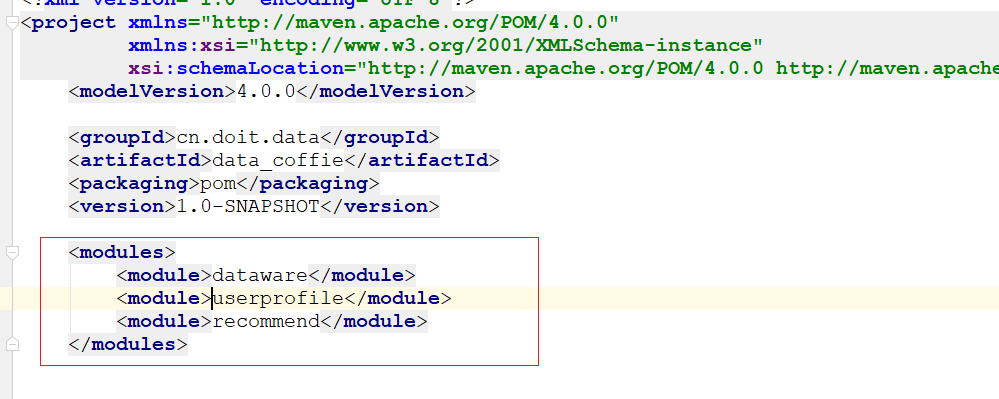 <?xml version="1.0" encoding="UTF-8"?>
<project xmlns="http://maven.apache.org/POM/4.0.0"
xmlns:xsi="http://www.w3.org/2001/XMLSchema-instance"
xsi:schemaLocation="http://maven.apache.org/POM/4.0.0 http://maven.apache
<modelVersion>4.0.0</modelVersion>
<groupId>cn.doit.data</groupId>
<artifactId>data_coffie</artifactId>
<packaging>pom</packaging>
<version>1.0-SNAPSHOT</version>
<modules>
<module>dataware</module>
<module>userprofile</module>
<module>recommend</module>
</modules>